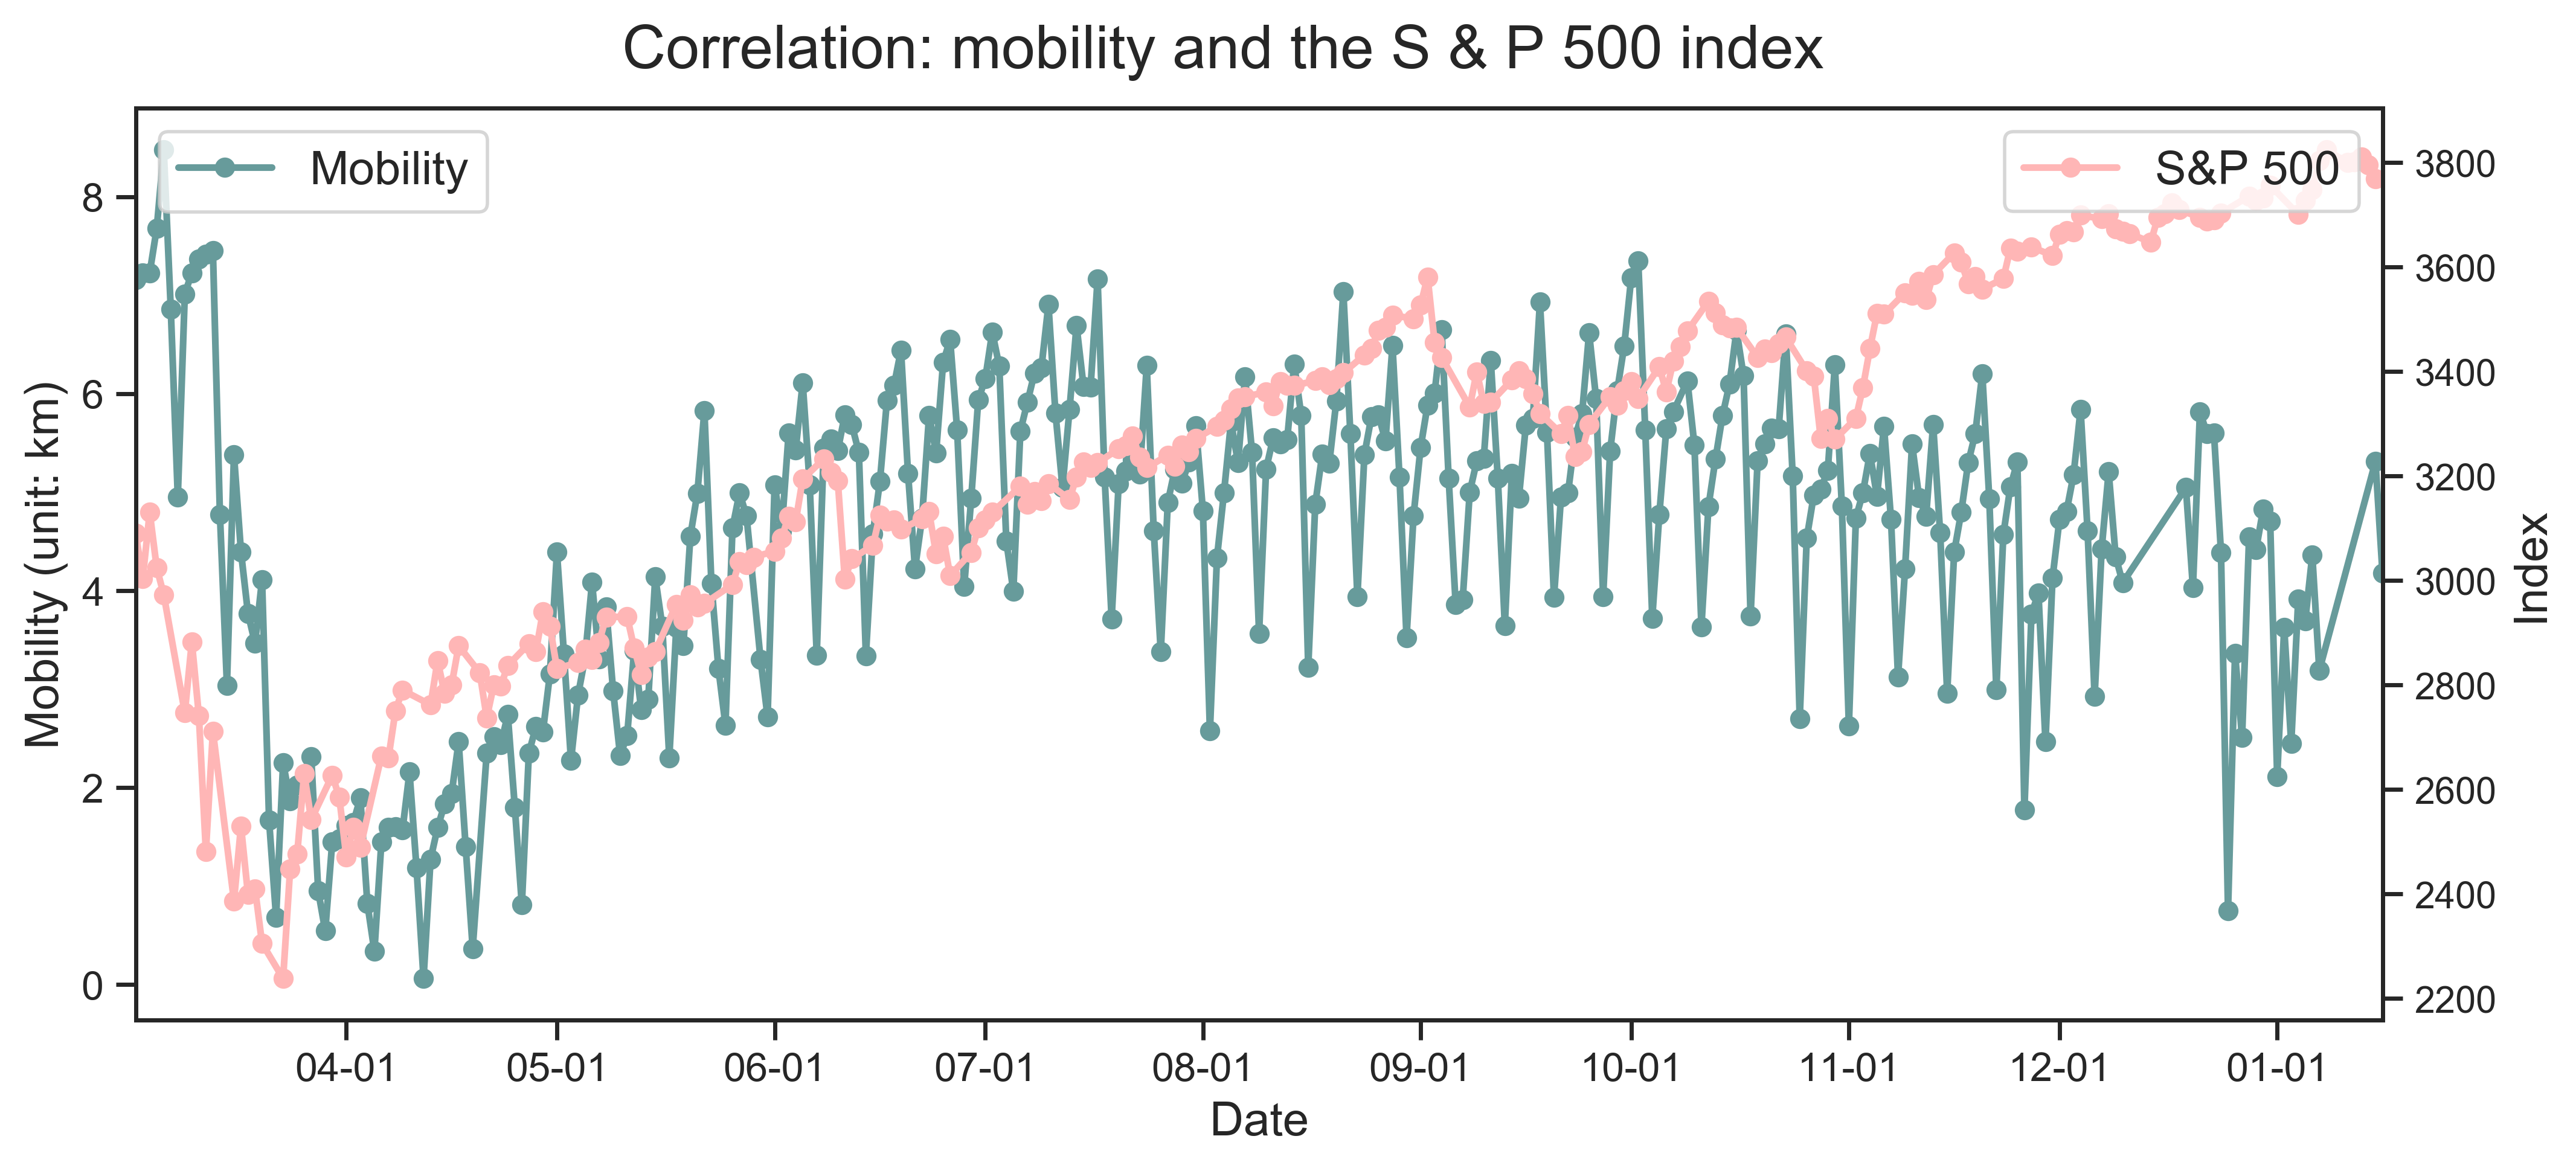 Correlation: mobility and the S & P 500 index
Mobility
S&P 500
Mobility (unit: km)
8
6
4
2
0
3800
3600
3400
3200
3000
2800
2600
2400
2200
Index
04-01 05-01 06-01 07-01 08-01 09-01 10-01 11-01 12-01 01-01
Date